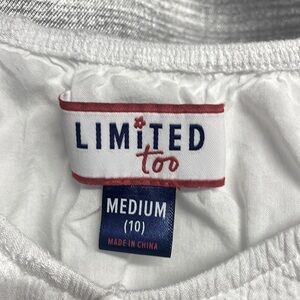 LIMITED
too
MEDIUM
(10)
MADE IN CHINA